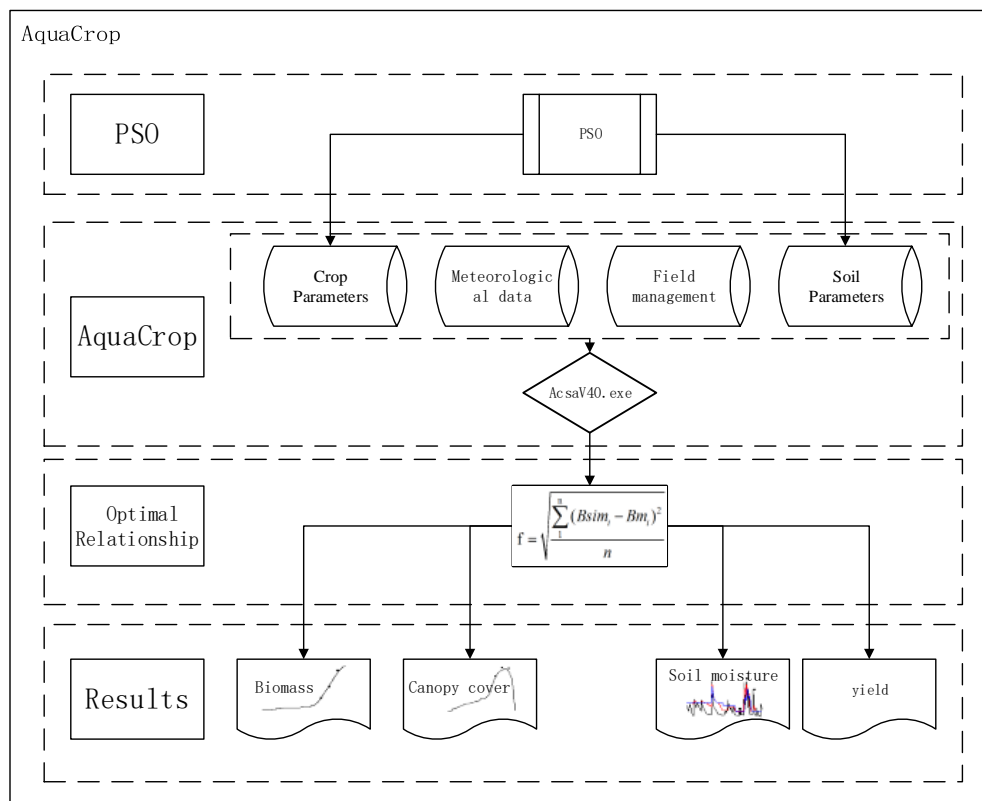 AquaCrop
PSO
PSO
Crop
Parameters
Meteorologic
al data
Field
management
Soil
Parameters
AquaCrop
AcsaV40.exe
Optimal
Relationship
f = √(∑₁ⁿ(Bsimᵢ − Bmᵢ)² / n)
Results
Biomass
Canopy cover
Soil moisture
yield